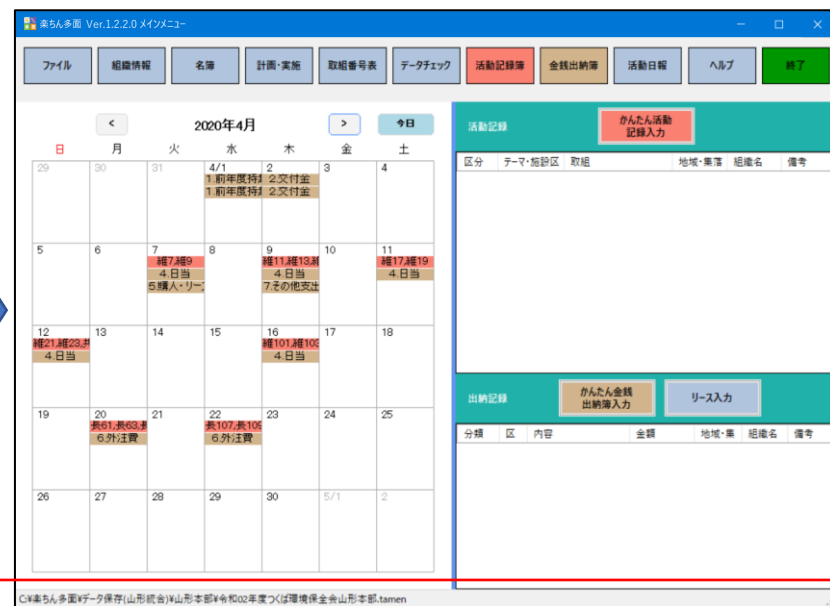 楽ちん多面 Ver.1.2.2.0 メインメニュー
ファイル 組織情報 名簿 計画・実施 取組番号表 データチェック 活動記録簿 金銭出納簿 活動日報 ヘルプ 終了
< 2020年4月 > 今日
日 月 火 水 木 金 土
29 30 31 4/1 2 3 4
1.前年度持 2.交付金
1.前年度持 2.交付金
5 6 7 8 9 10 11
維7,維9 維11,維13, 維17,維19
4.日当 4.日当 4.日当
5.購入・リー 7.その他支出
12 13 14 15 16 17 18
維21,維23, 維101,維103
4.日当 4.日当
19 20 21 22 23 24 25
長61,長63, 長107,長109
6.外注費 6.外注費
26 27 28 29 30 5/1 2
活動記録 かんたん活動
記録入力
区分 テーマ・施設区 取組 地域・集落 組織名 備考
出納記録 かんたん金銭
出納簿入力 リース入力
分類 区 内容 金額 地域・集 組織名 備考
C:¥楽ちん多面¥データ保存(山形統合)¥山形本部¥令和02年度つくば環境保全会山形本部.tamen